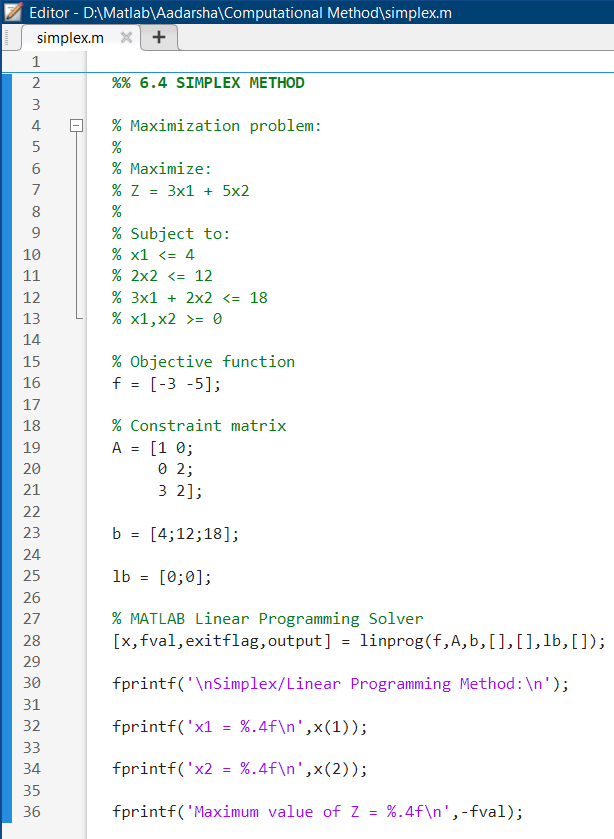 Editor - D:\Matlab\Aadarsha\Computational Method\simplex.m
simplex.m × +
1
2 %% 6.4 SIMPLEX METHOD
3
4 % Maximization problem:
5 %
6 % Maximize:
7 % Z = 3x1 + 5x2
8 %
9 % Subject to:
10 % x1 <= 4
11 % 2x2 <= 12
12 % 3x1 + 2x2 <= 18
13 % x1,x2 >= 0
14
15 % Objective function
16 f = [-3 -5];
17
18 % Constraint matrix
19 A = [1 0;
20 0 2;
21 3 2];
22
23 b = [4;12;18];
24
25 lb = [0;0];
26
27 % MATLAB Linear Programming Solver
28 [x,fval,exitflag,output] = linprog(f,A,b,[],[],lb,[]);
29
30 fprintf('\nSimplex/Linear Programming Method:\n');
31
32 fprintf('x1 = %.4f\n',x(1));
33
34 fprintf('x2 = %.4f\n',x(2));
35
36 fprintf('Maximum value of Z = %.4f\n',-fval);